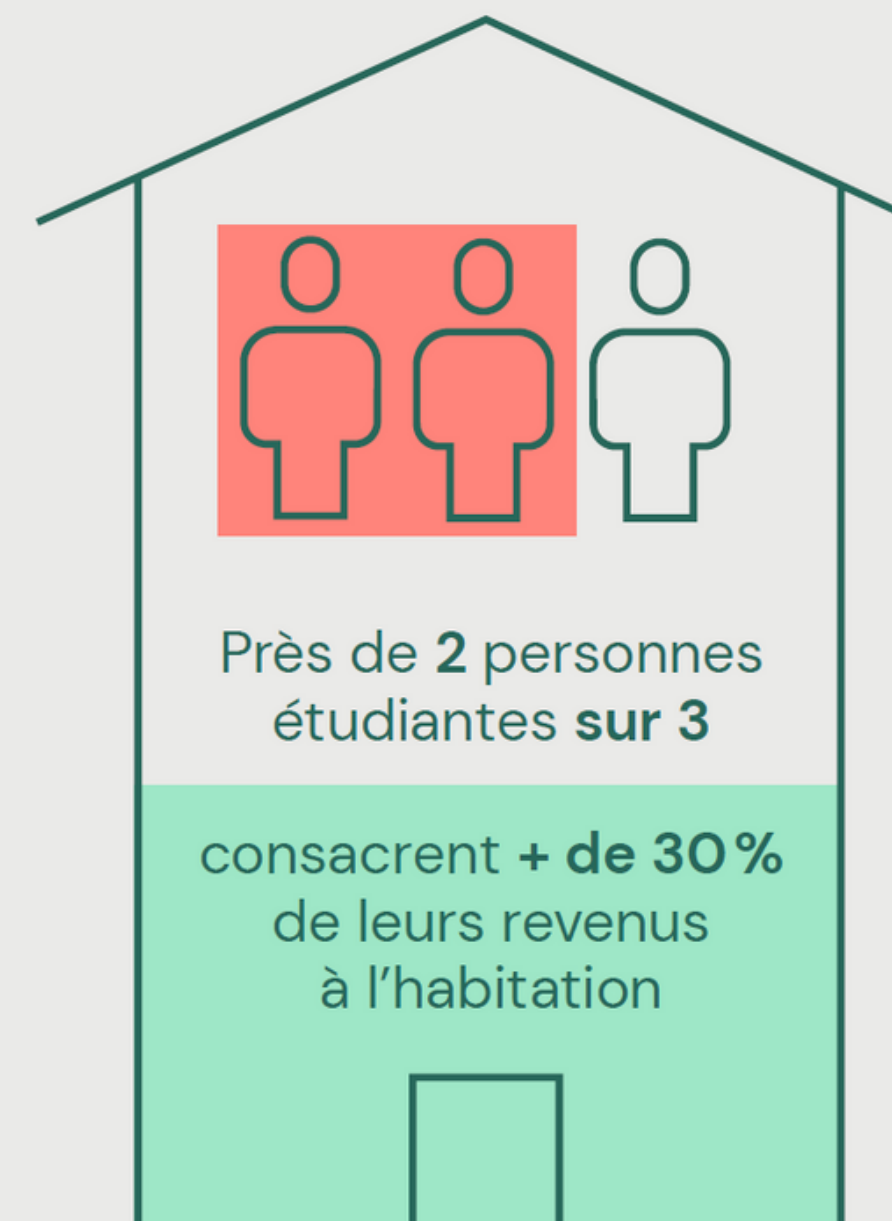 Près de 2 personnes
étudiantes sur 3
consacrent + de 30 %
de leurs revenus
à l’habitation